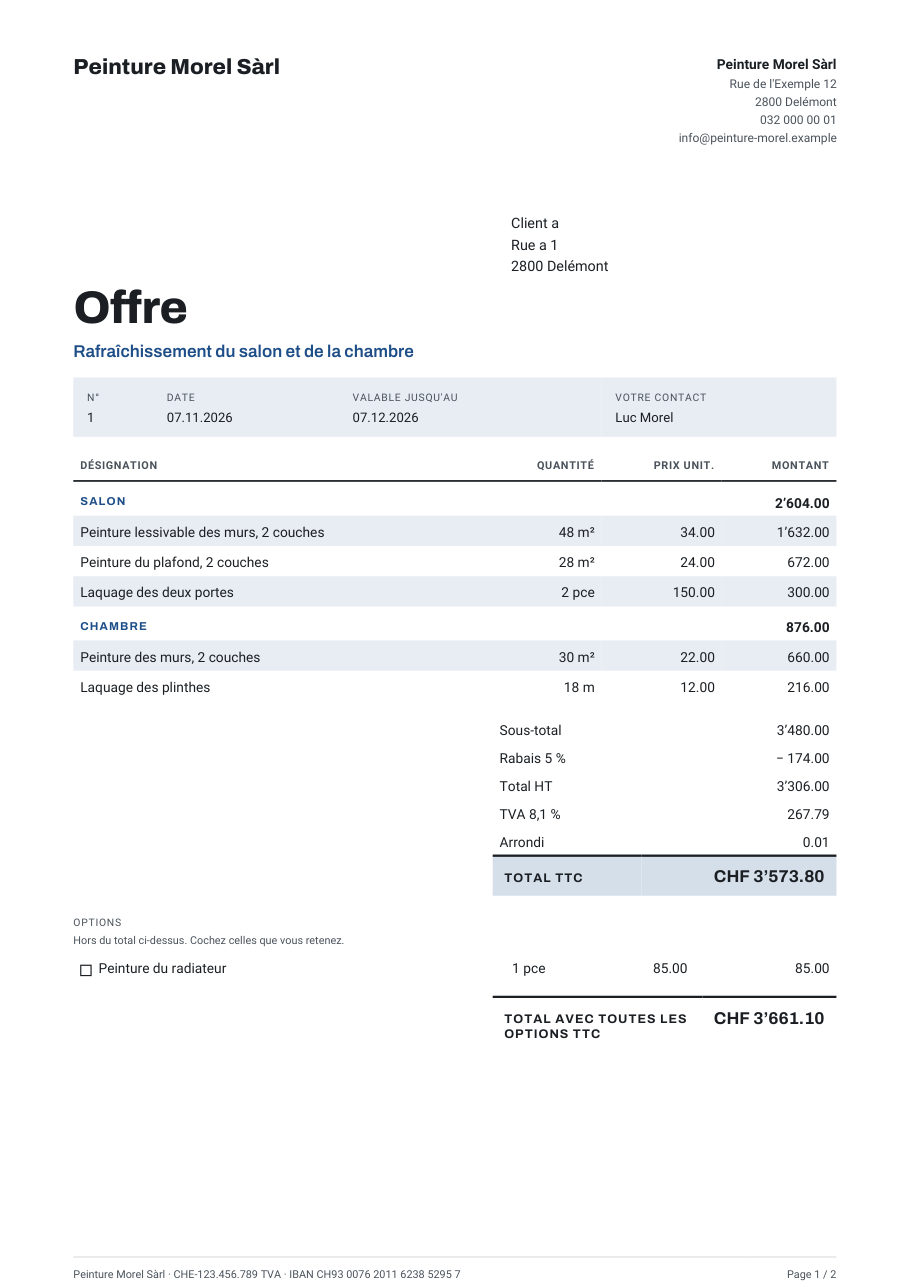 Peinture Morel Sàrl
Peinture Morel Sàrl
Rue de l'Exemple 12
2800 Delémont
032 000 00 01
info@peinture-morel.example
Client a
Rue a 1
2800 Delémont
Offre
Rafraîchissement du salon et de la chambre
N° DATE VALABLE JUSQU'AU VOTRE CONTACT
1 07.11.2026 07.12.2026 Luc Morel
DÉSIGNATION QUANTITÉ PRIX UNIT. MONTANT
SALON 2’604.00
Peinture lessivable des murs, 2 couches 48 m² 34.00 1’632.00
Peinture du plafond, 2 couches 28 m² 24.00 672.00
Laquage des deux portes 2 pce 150.00 300.00
CHAMBRE 876.00
Peinture des murs, 2 couches 30 m² 22.00 660.00
Laquage des plinthes 18 m 12.00 216.00
Sous-total 3’480.00
Rabais 5 % − 174.00
Total HT 3’306.00
TVA 8,1 % 267.79
Arrondi 0.01
TOTAL TTC CHF 3’573.80
OPTIONS
Hors du total ci-dessus. Cochez celles que vous retenez.
☐ Peinture du radiateur 1 pce 85.00 85.00
TOTAL AVEC TOUTES LES CHF 3’661.10
OPTIONS TTC
Peinture Morel Sàrl · CHE-123.456.789 TVA · IBAN CH93 0076 2011 6238 5295 7 Page 1 / 2